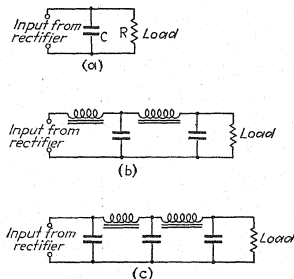 Input from
rectifier
C
R
Load
(a)
Input from
rectifier
Load
(b)
Input from
rectifier
Load
(c)